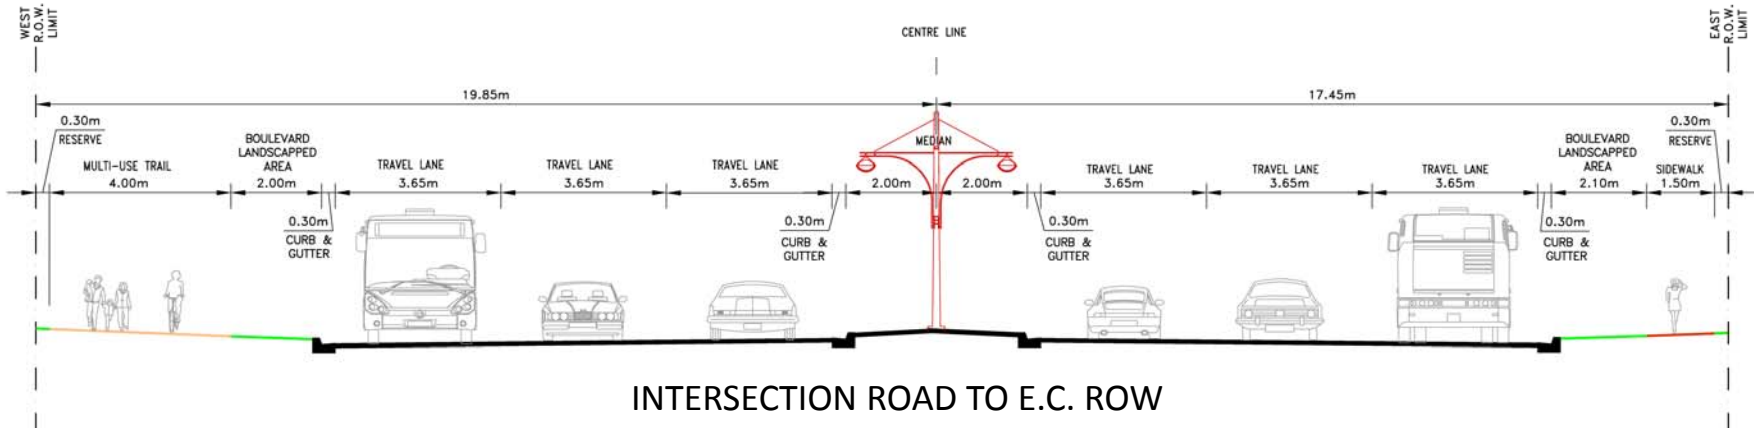 WEST
R.O.W.
LIMIT
CENTRE LINE
EAST
R.O.W.
LIMIT
19.85m
17.45m
0.30m
RESERVE
MULTI-USE TRAIL
4.00m
BOULEVARD
LANDSCAPPED
AREA
2.00m
0.30m
CURB &
GUTTER
TRAVEL LANE
3.65m
TRAVEL LANE
3.65m
TRAVEL LANE
3.65m
0.30m
CURB &
GUTTER
MEDIAN
2.00m
2.00m
0.30m
CURB &
GUTTER
TRAVEL LANE
3.65m
TRAVEL LANE
3.65m
TRAVEL LANE
3.65m
0.30m
CURB &
GUTTER
BOULEVARD
LANDSCAPPED
AREA
2.10m
0.30m
RESERVE
SIDEWALK
1.50m
INTERSECTION ROAD TO E.C. ROW